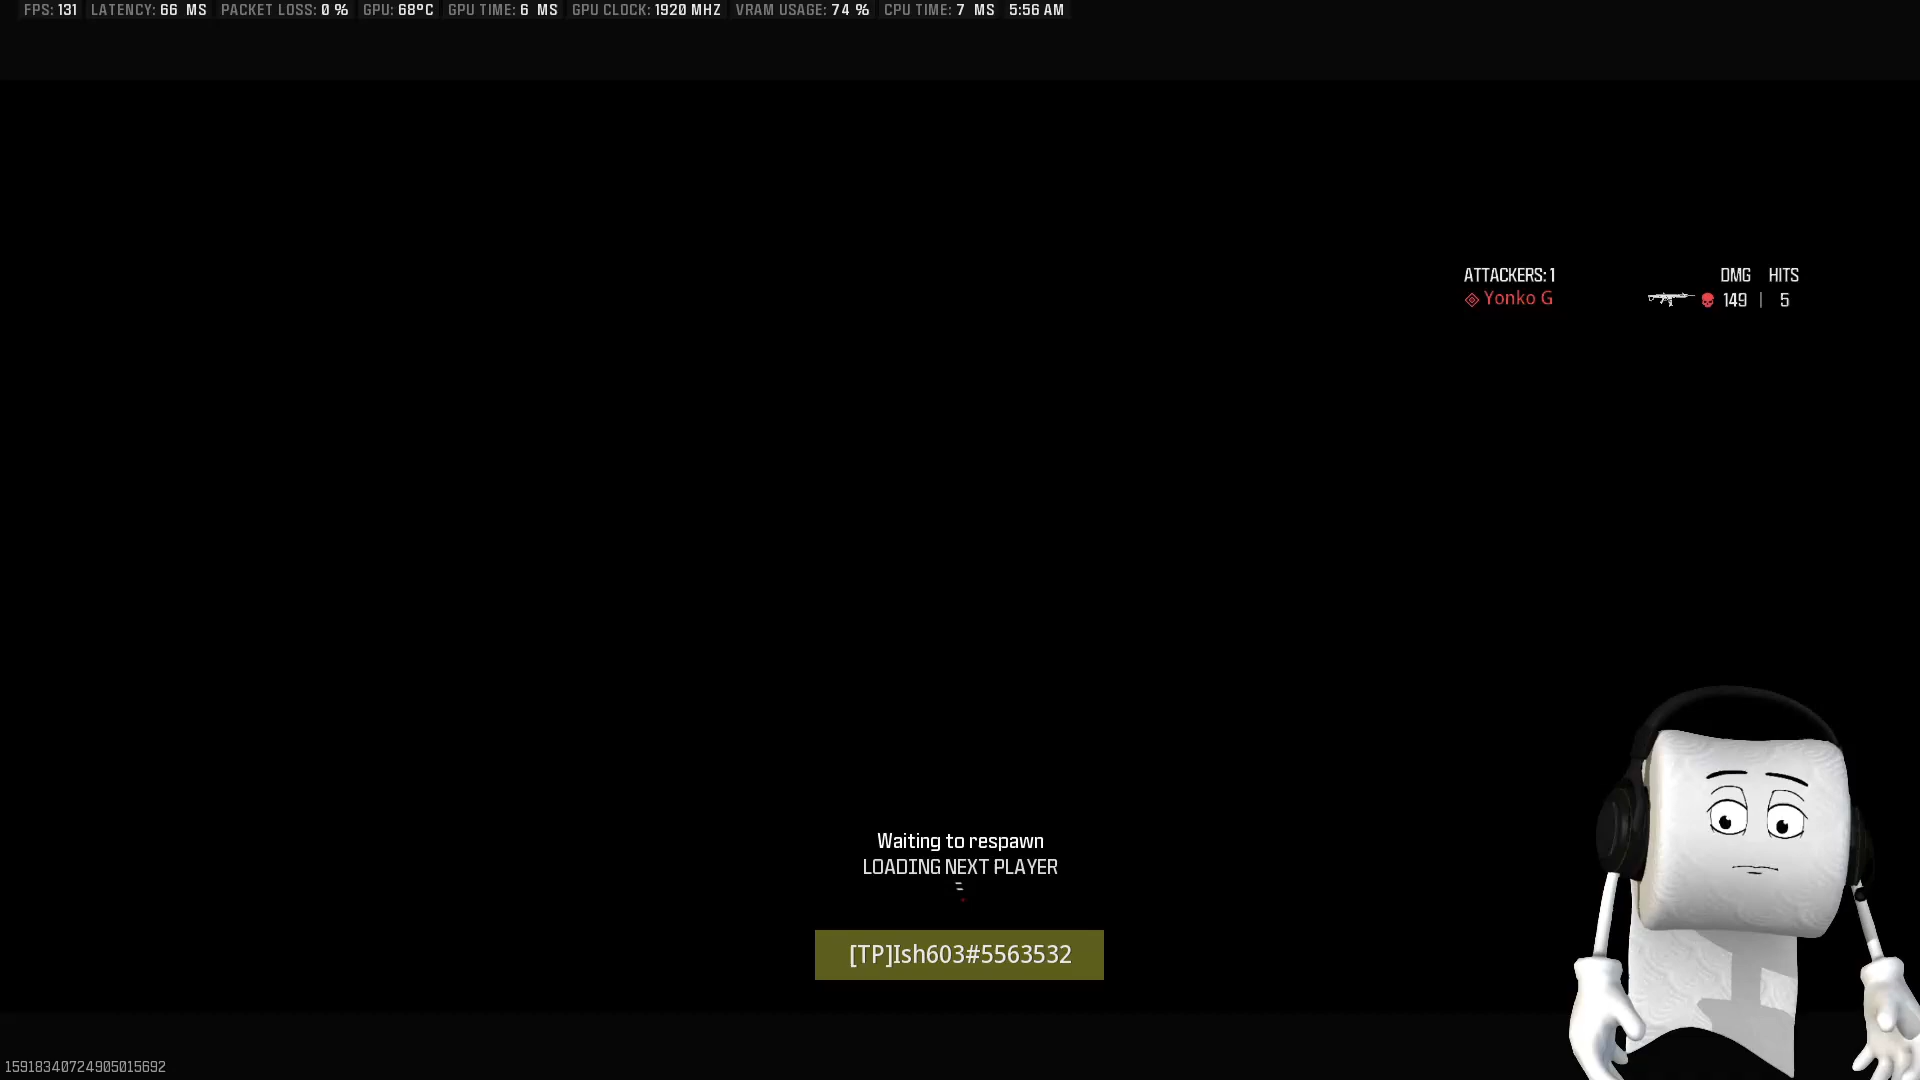 FPS: 131 LATENCY: 66 MS PACKET LOSS: 0 % GPU: 68°C GPU TIME: 6 MS GPU CLOCK: 1920 MHZ VRAM USAGE: 74 % CPU TIME: 7 MS 5:56 AM
ATTACKERS: 1 DMG HITS
Yonko G 149 | 5
Waiting to respawn
LOADING NEXT PLAYER
[TP]Ish603#5563532
15918340724905015692